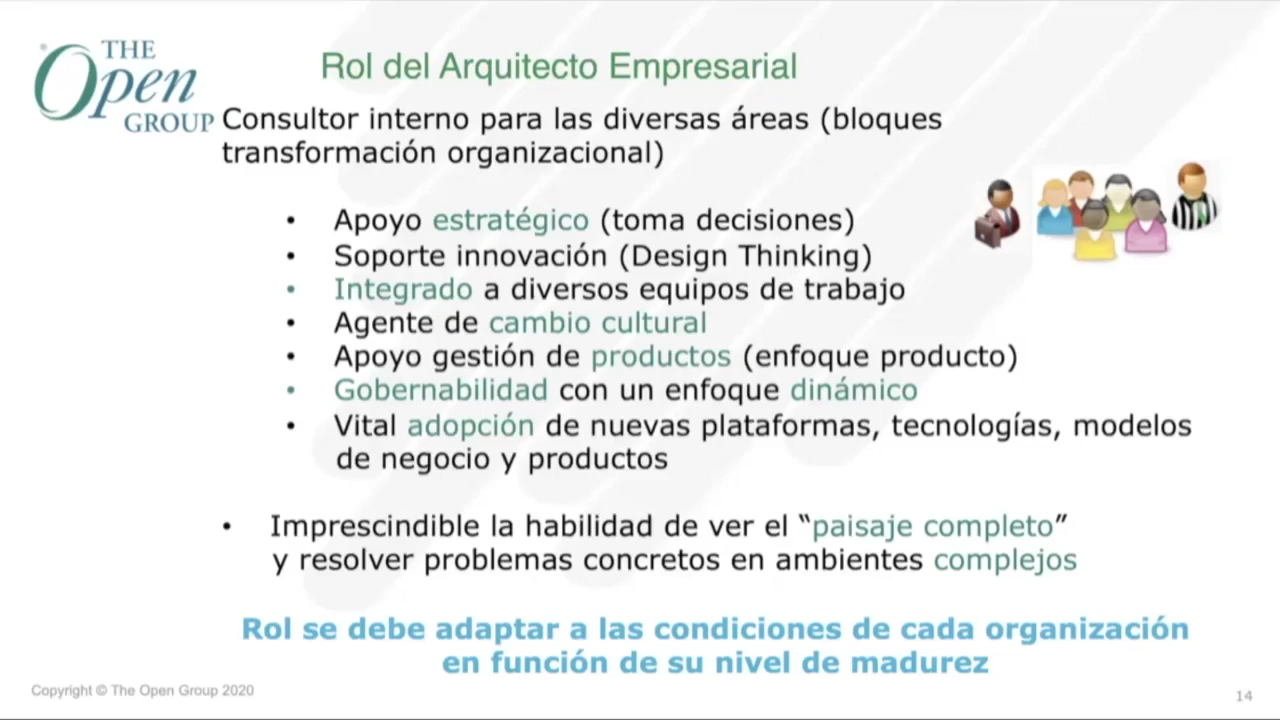 THE
Open
GROUP
Rol del Arquitecto Empresarial
Consultor interno para las diversas áreas (bloques
transformación organizacional)
• Apoyo estratégico (toma decisiones)
• Soporte innovación (Design Thinking)
• Integrado a diversos equipos de trabajo
• Agente de cambio cultural
• Apoyo gestión de productos (enfoque producto)
• Gobernabilidad con un enfoque dinámico
• Vital adopción de nuevas plataformas, tecnologías, modelos
de negocio y productos
• Imprescindible la habilidad de ver el “paisaje completo”
y resolver problemas concretos en ambientes complejos
Rol se debe adaptar a las condiciones de cada organización
en función de su nivel de madurez
Copyright © The Open Group 2020
14